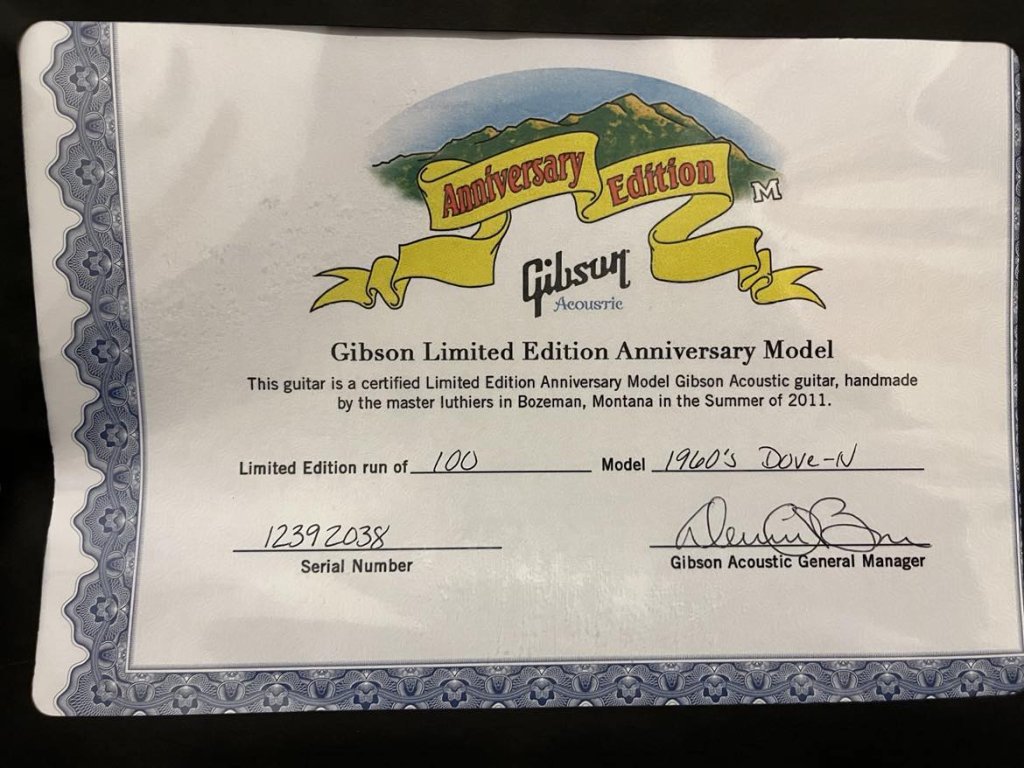 Anniversary Edition
M
Gibson
Acoustic
Gibson Limited Edition Anniversary Model
This guitar is a certified Limited Edition Anniversary Model Gibson Acoustic guitar, handmade
by the master luthiers in Bozeman, Montana in the Summer of 2011.
Limited Edition run of 100 Model 1960's Dove-N
12392038
Serial Number Gibson Acoustic General Manager